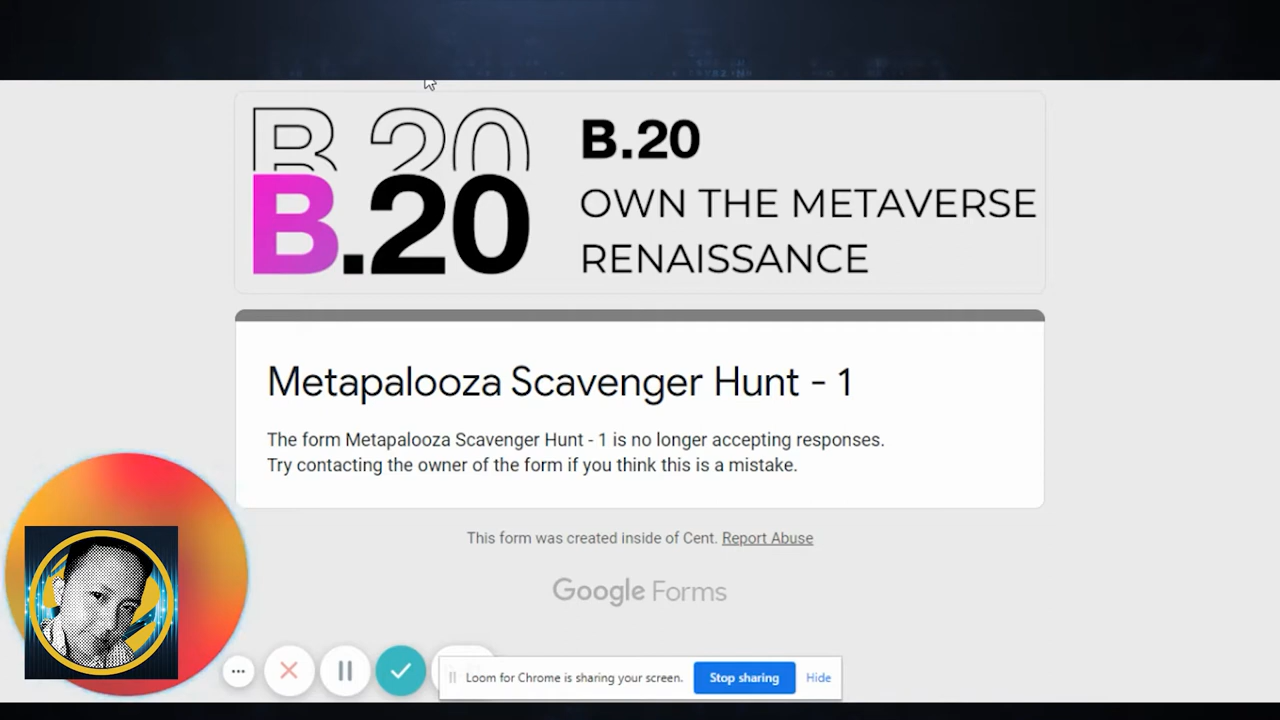 B.20
B.20
B.20
OWN THE METAVERSE
RENAISSANCE
Metapalooza Scavenger Hunt - 1
The form Metapalooza Scavenger Hunt - 1 is no longer accepting responses.
Try contacting the owner of the form if you think this is a mistake.
This form was created inside of Cent. Report Abuse
Google Forms
Loom for Chrome is sharing your screen. Stop sharing Hide